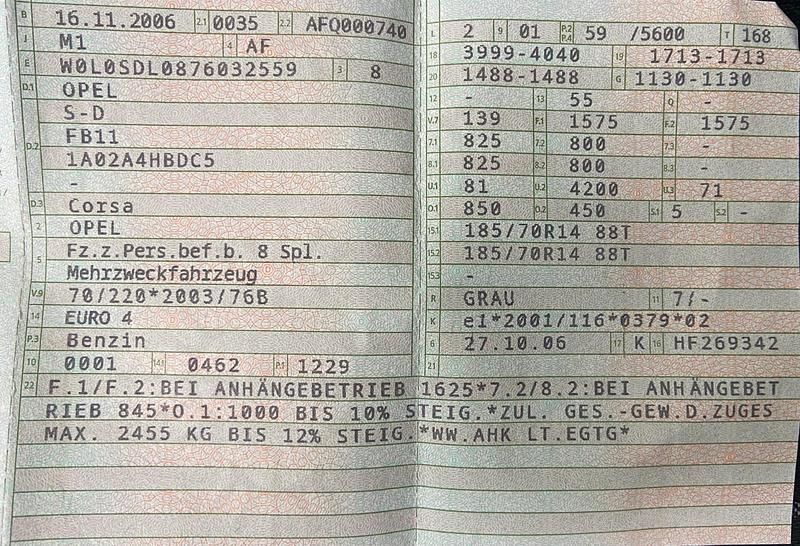 B 16.11.2006 2.1 0035 2.2 AFQ000740
J M1 4 AF
E W0L0SDL0876032559 3 8
D.1 OPEL
S-D
D.2 FB11
1A02A4HBDC5
-
D.3 Corsa
2 OPEL
5 Fz.z.Pers.bef.b. 8 Spl.
Mehrzweckfahrzeug
V.9 70/220*2003/76B
14 EURO 4
P.3 Benzin
10 0001 14.1 0462 P.1 1229
L 2 9 01 P.2 P.4 59 /5600 T 168
18 3999-4040 19 1713-1713
20 1488-1488 G 1130-1130
12 - 13 55 Q -
V.7 139 F.1 1575 F.2 1575
7.1 825 7.2 800 7.3 -
8.1 825 8.2 800 8.3 -
U.1 81 U.2 4200 U.3 71
O.1 850 O.2 450 S.1 5 S.2 -
15.1 185/70R14 88T
15.2 185/70R14 88T
15.3 -
R GRAU 11 7/-
K e1*2001/116*0379*02
6 27.10.06 17 K 16 HF269342
21
22 F.1/F.2:BEI ANHÄNGEBETRIEB 1625*7.2/8.2:BEI ANHÄNGEBET
RIEB 845*O.1:1000 BIS 10% STEIG.*ZUL. GES.-GEW.D.ZUGES
MAX. 2455 KG BIS 12% STEIG.*WW.AHK LT.EGTG*